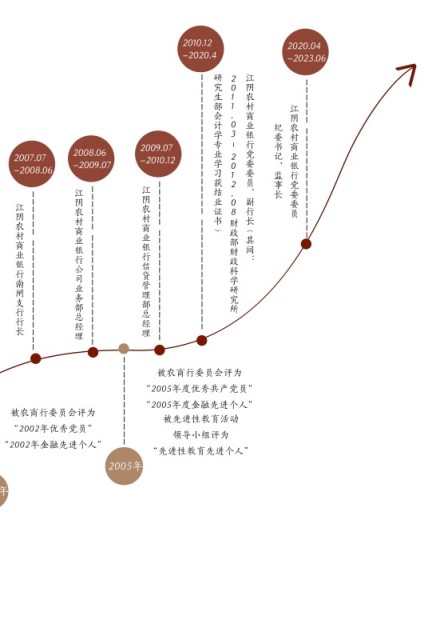 2007.07
–2008.06
江阴农村商业银行南闸支行行长
2008.06
–2009.07
江阴农村商业银行公司业务部总经理
2009.07
–2010.12
江阴农村商业银行信贷管理部总经理
2010.12
–2020.4
江阴农村商业银行党委委员、副行长（其间：
2011.03–2012.08财政部财政科学研究所
研究生部会计学专业学习获结业证书）
2020.04
–2023.06
江阴农村商业银行党委委员
纪委书记、监事长
被农商行委员会评为
“2002年优秀党员”
“2002年金融先进个人”
年
2005年
被农商行委员会评为
“2005年度优秀共产党员”
“2005年度金融先进个人”
被先进性教育活动
领导小组评为
“先进性教育先进个人”